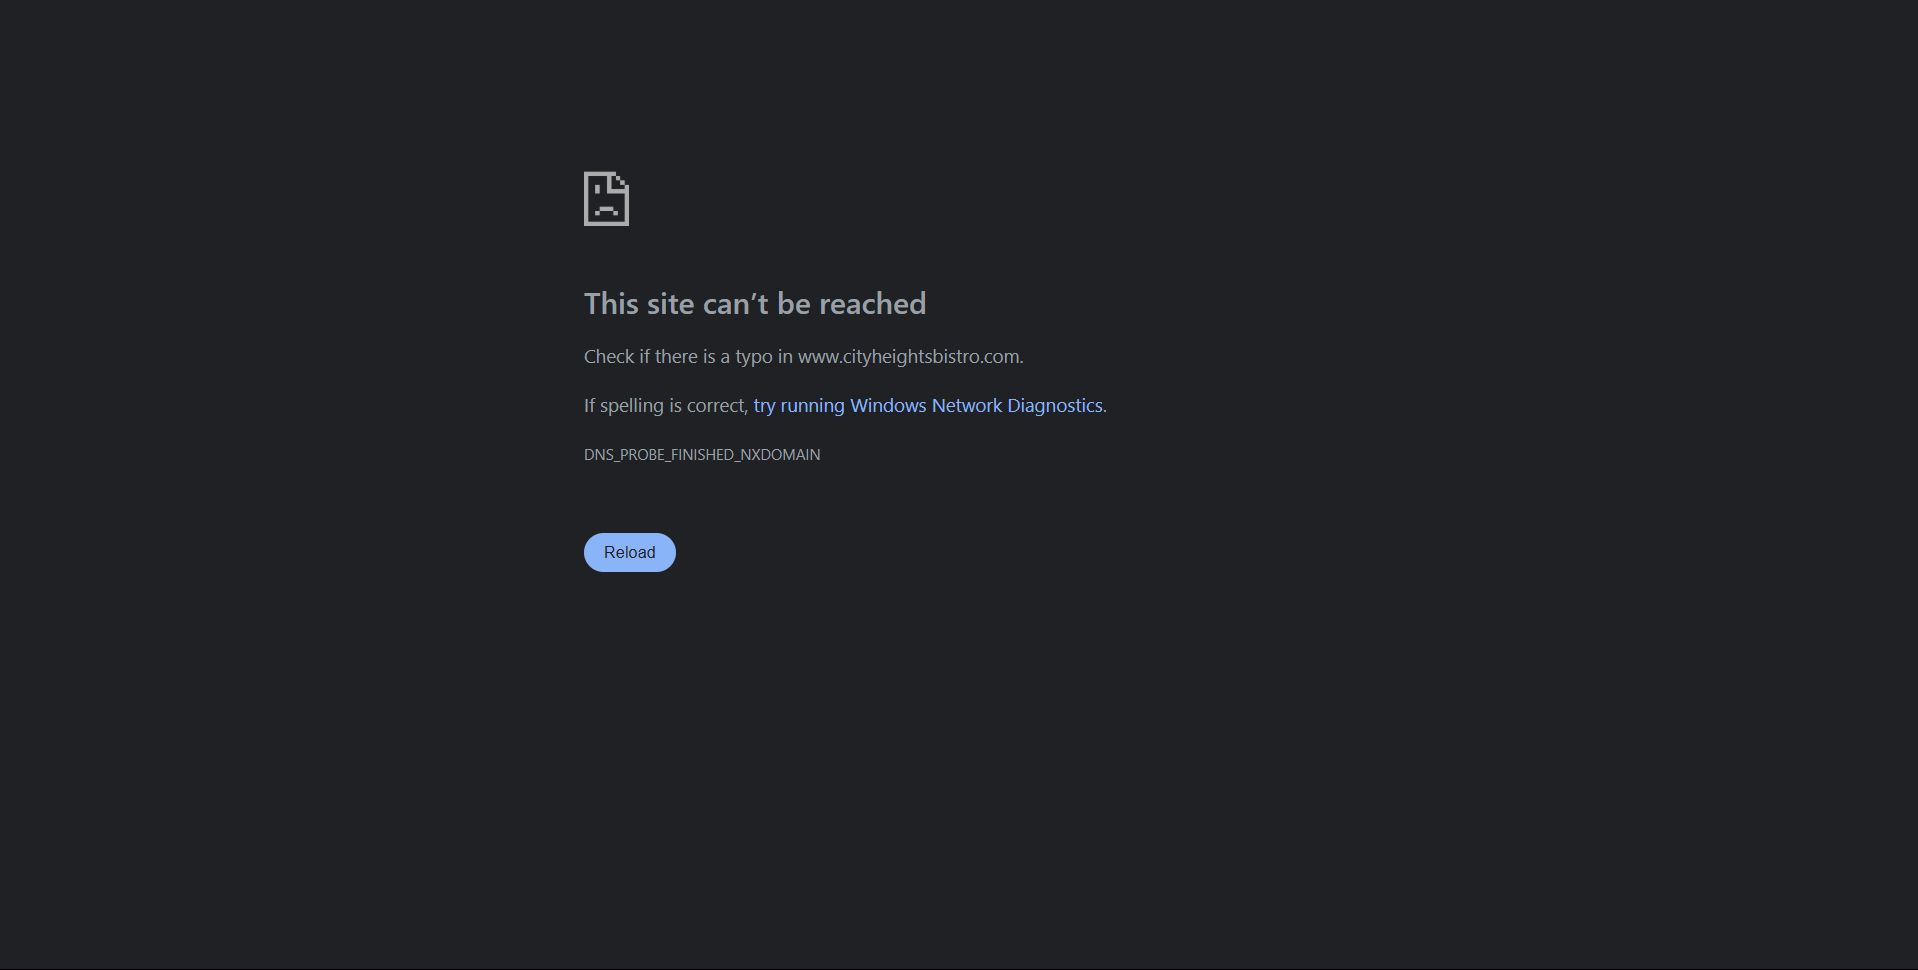 This site can’t be reached
Check if there is a typo in www.cityheightsbistro.com.
If spelling is correct, try running Windows Network Diagnostics.
DNS_PROBE_FINISHED_NXDOMAIN
Reload